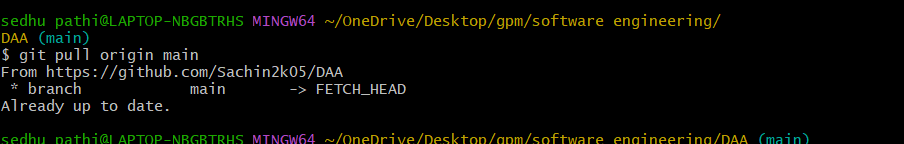 sedhu pathi@LAPTOP-NBGBTRHS MINGW64 ~/OneDrive/Desktop/gpm/software engineering/
DAA (main)
$ git pull origin main
From https://github.com/Sachin2k05/DAA
 * branch            main       -> FETCH_HEAD
Already up to date.
sedhu pathi@LAPTOP-NBGBTRHS MINGW64 ~/OneDrive/Desktop/gpm/software engineering/DAA (main)